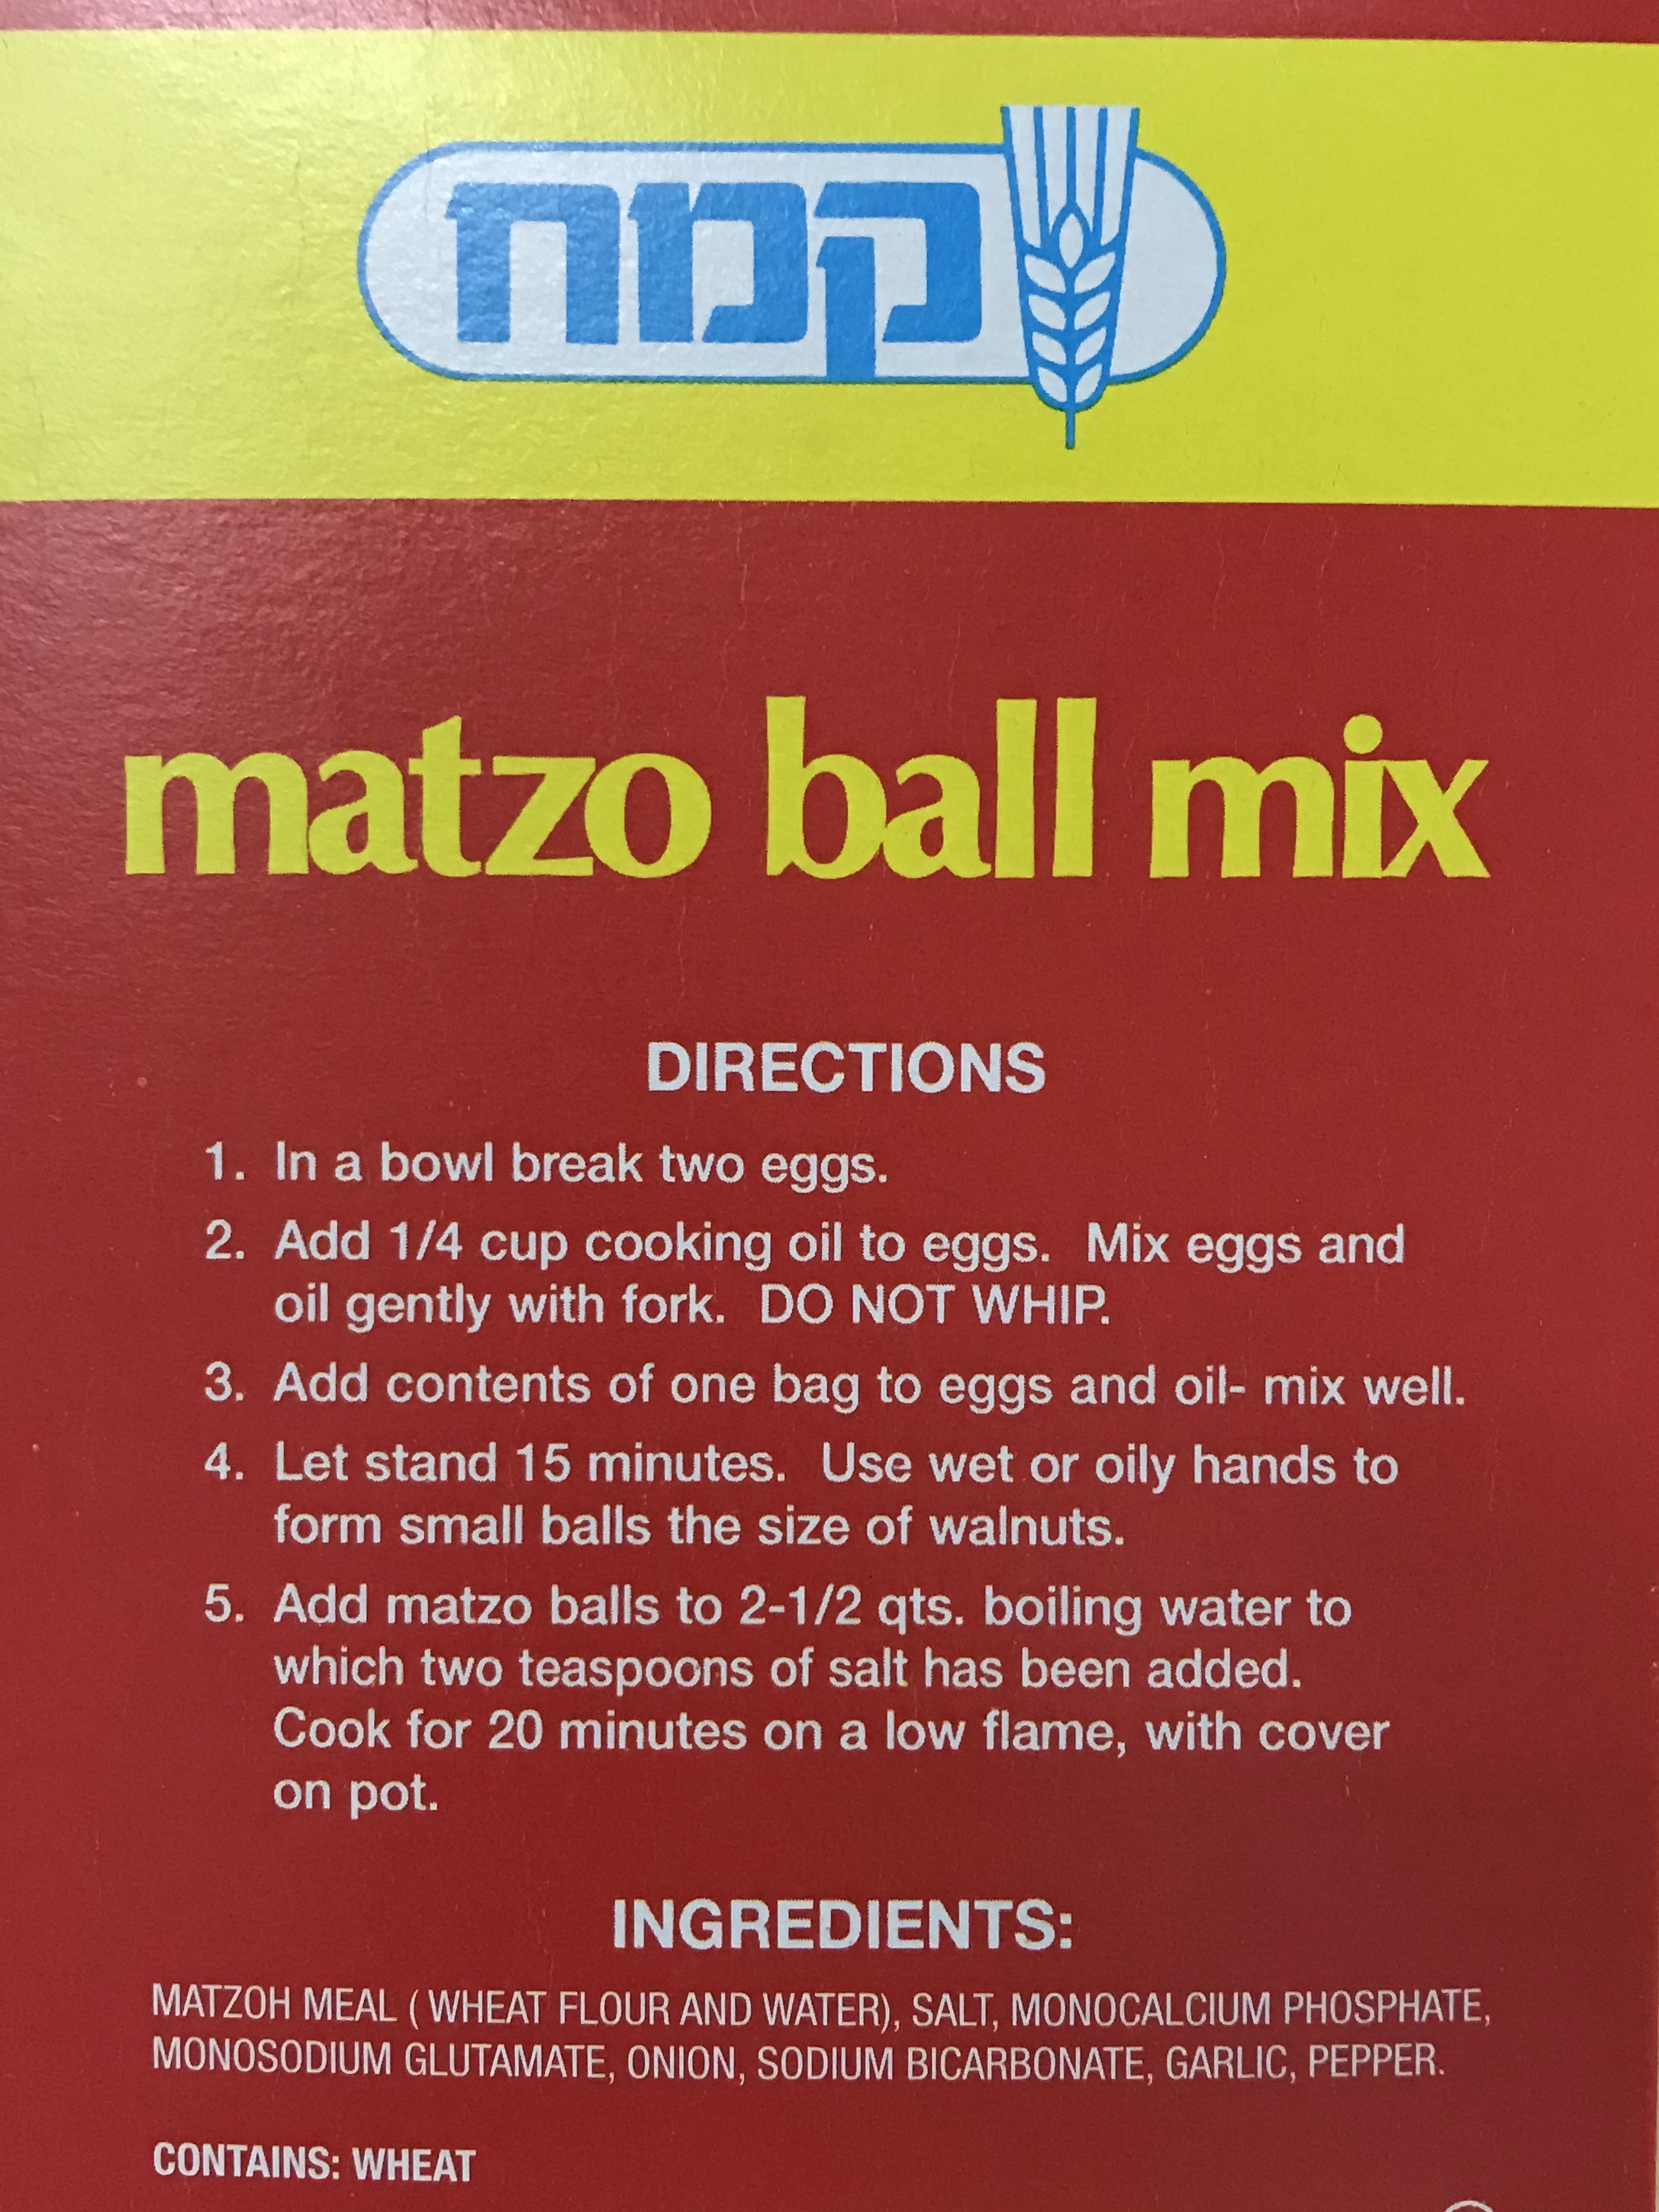 קמח
matzo ball mix
DIRECTIONS
1. In a bowl break two eggs.
2. Add 1/4 cup cooking oil to eggs. Mix eggs and
oil gently with fork. DO NOT WHIP.
3. Add contents of one bag to eggs and oil- mix well.
4. Let stand 15 minutes. Use wet or oily hands to
form small balls the size of walnuts.
5. Add matzo balls to 2-1/2 qts. boiling water to
which two teaspoons of salt has been added.
Cook for 20 minutes on a low flame, with cover
on pot.
INGREDIENTS:
MATZOH MEAL ( WHEAT FLOUR AND WATER), SALT, MONOCALCIUM PHOSPHATE,
MONOSODIUM GLUTAMATE, ONION, SODIUM BICARBONATE, GARLIC, PEPPER.
CONTAINS: WHEAT